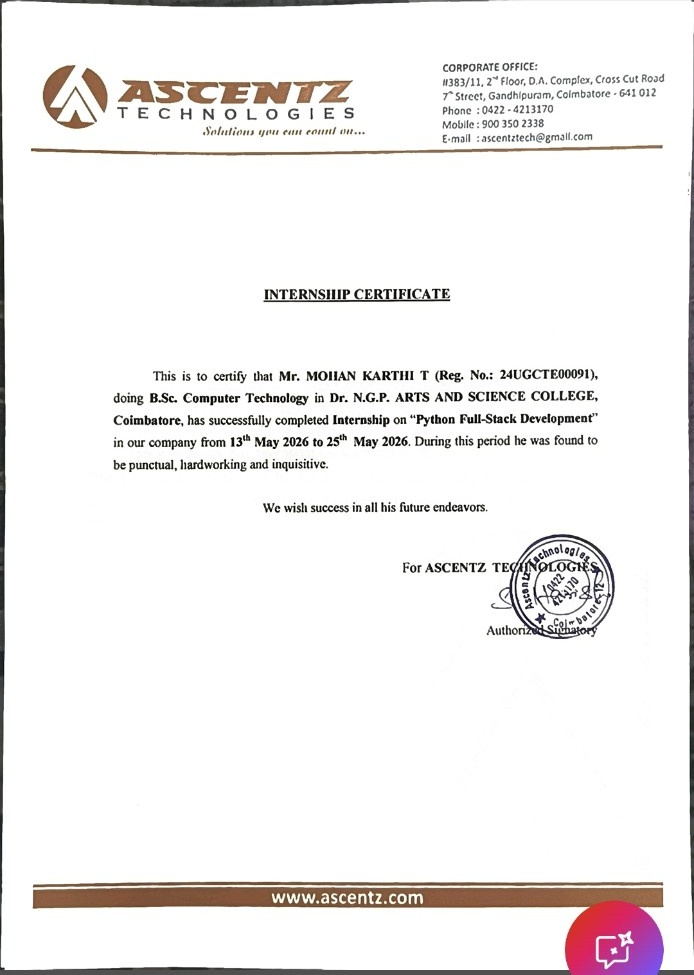 ASCENTZ
TECHNOLOGIES
Solutions you can count on...
CORPORATE OFFICE:
#383/11, 2nd Floor, D.A. Complex, Cross Cut Road
7th Street, Gandhipuram, Coimbatore - 641 012
Phone : 0422 - 4213170
Mobile : 900 350 2338
E-mail : ascentztech@gmail.com
INTERNSHIP CERTIFICATE
This is to certify that Mr. MOHAN KARTHI T (Reg. No.: 24UGCTE00091),
doing B.Sc. Computer Technology in Dr. N.G.P. ARTS AND SCIENCE COLLEGE,
Coimbatore, has successfully completed Internship on “Python Full-Stack Development”
in our company from 13th May 2026 to 25th May 2026. During this period he was found to
be punctual, hardworking and inquisitive.
We wish success in all his future endeavors.
For ASCENTZ TECHNOLOGIES
Ascentz Technologies
0422
4213170
Coimbatore-12
Authorized Signatory
www.ascentz.com